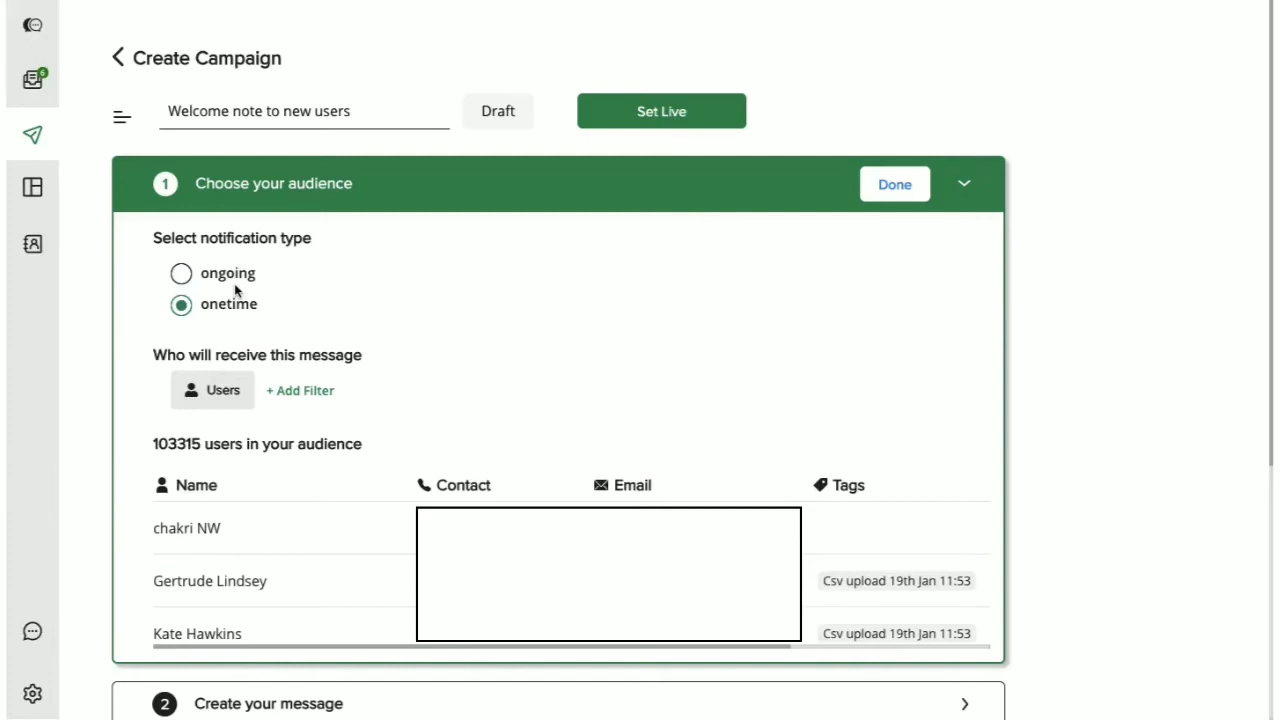 6
Create Campaign
Welcome note to new users Draft Set Live
1 Choose your audience Done
Select notification type
ongoing
onetime
Who will receive this message
Users + Add Filter
103315 users in your audience
Name Contact Email Tags
chakri NW
Gertrude Lindsey Csv upload 19th Jan 11:53
Kate Hawkins Csv upload 19th Jan 11:53
2 Create your message